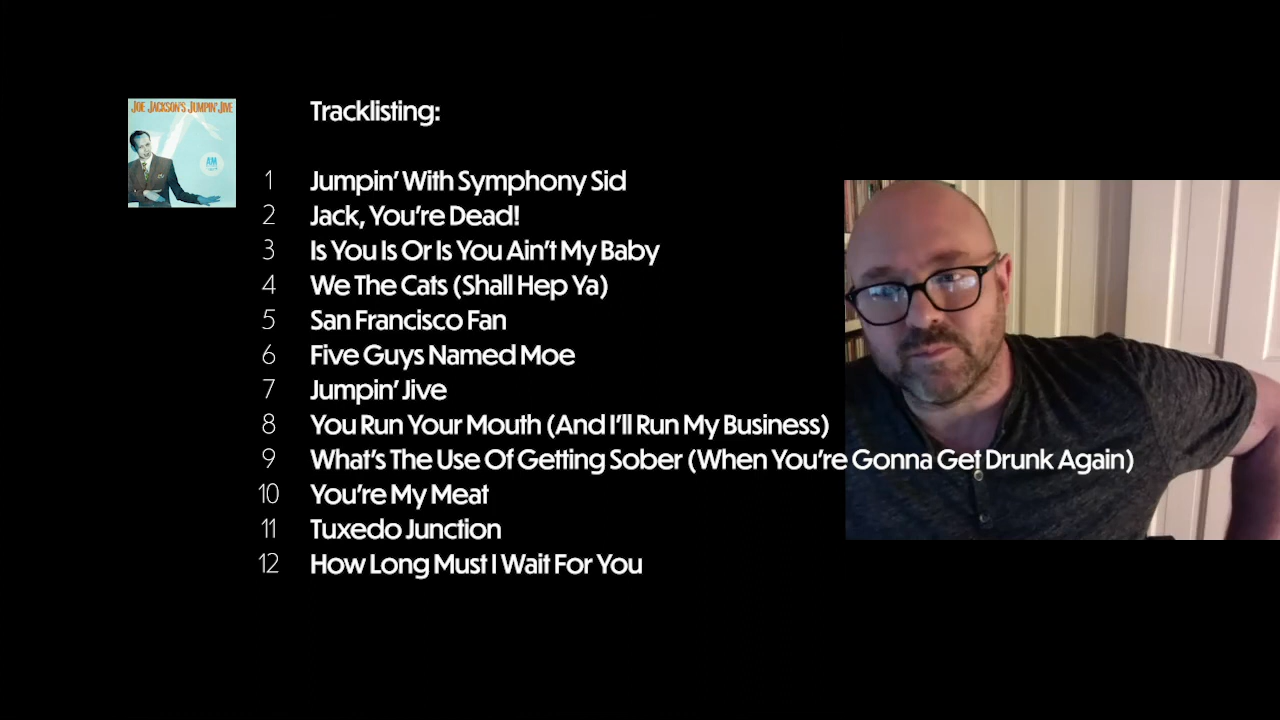 JOE JACKSON'S JUMPIN' JIVE
A&M
Tracklisting:
1 Jumpin' With Symphony Sid
2 Jack, You're Dead!
3 Is You Is Or Is You Ain't My Baby
4 We The Cats (Shall Hep Ya)
5 San Francisco Fan
6 Five Guys Named Moe
7 Jumpin' Jive
8 You Run Your Mouth (And I'll Run My Business)
9 What's The Use Of Getting Sober (When You're Gonna Get Drunk Again)
10 You're My Meat
11 Tuxedo Junction
12 How Long Must I Wait For You